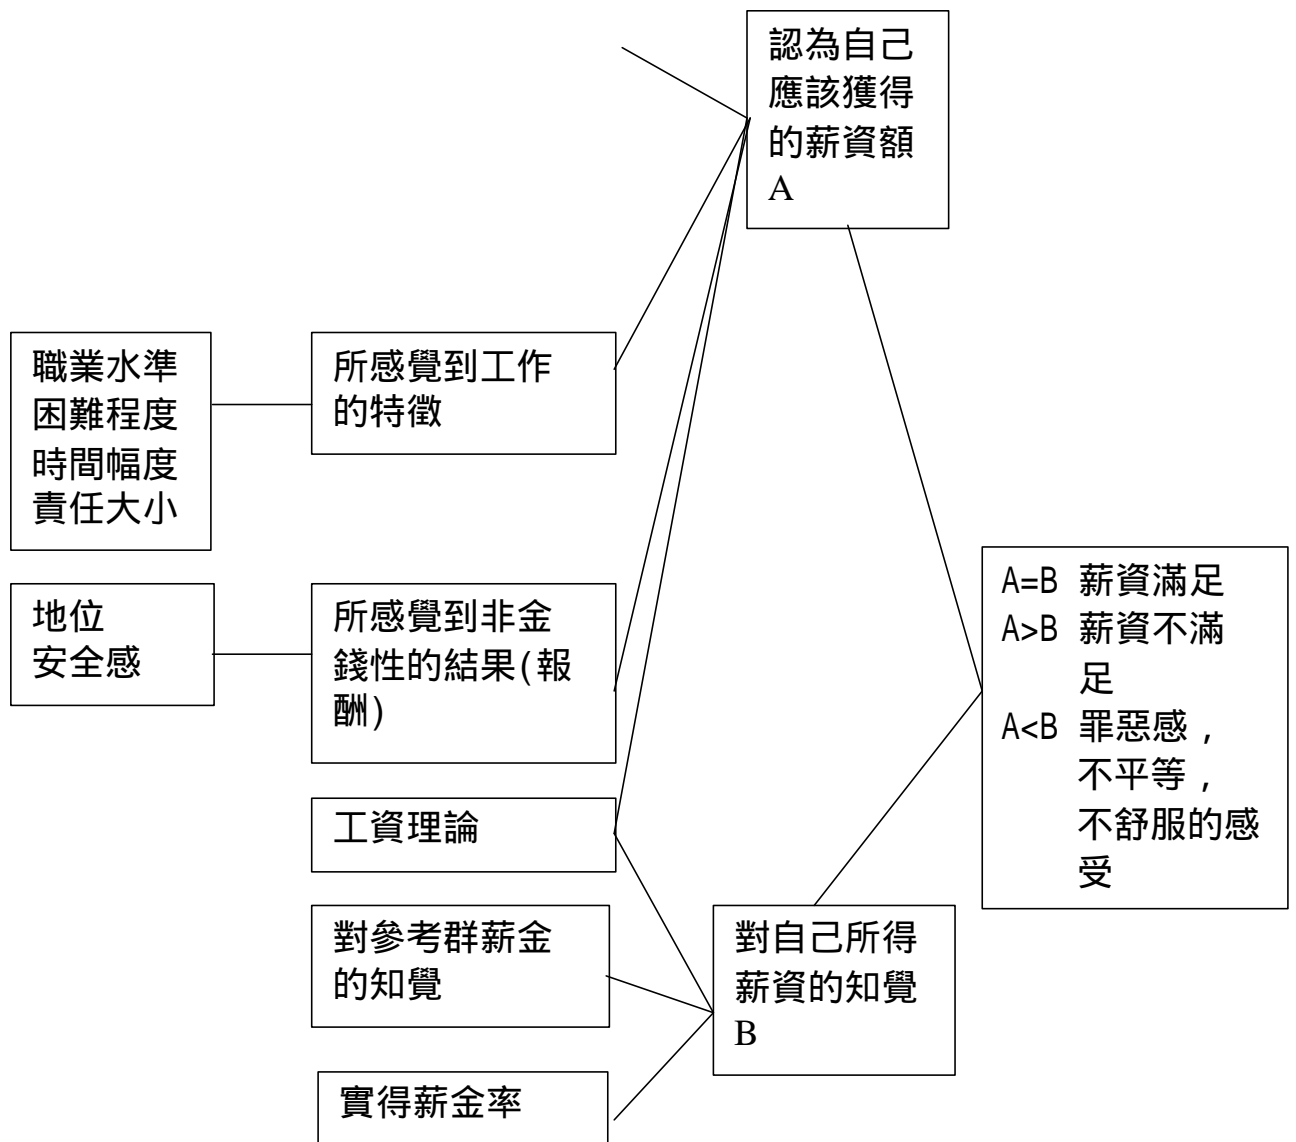 認為自己
應該獲得
的薪資額
A
職業水準
困難程度
時間幅度
責任大小
所感覺到工作
的特徵
地位
安全感
所感覺到非金
錢性的結果(報
酬)
A=B 薪資滿足
A>B 薪資不滿
足
A<B 罪惡感，
不平等，
不舒服的感
受
工資理論
對參考群薪金
的知覺
對自己所得
薪資的知覺
B
實得薪金率